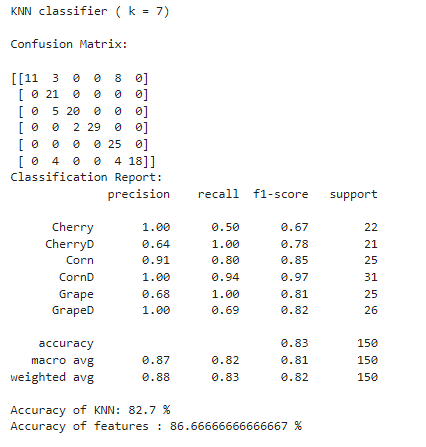 KNN classifier ( k = 7)
Confusion Matrix:
[[11  3  0  0  8  0]
 [ 0 21  0  0  0  0]
 [ 0  5 20  0  0  0]
 [ 0  0  2 29  0  0]
 [ 0  0  0  0 25  0]
 [ 0  4  0  0  4 18]]
Classification Report:
              precision    recall  f1-score   support
      Cherry       1.00      0.50      0.67        22
     CherryD       0.64      1.00      0.78        21
        Corn       0.91      0.80      0.85        25
       CornD       1.00      0.94      0.97        31
       Grape       0.68      1.00      0.81        25
      GrapeD       1.00      0.69      0.82        26
    accuracy                           0.83       150
   macro avg       0.87      0.82      0.81       150
weighted avg       0.88      0.83      0.82       150
Accuracy of KNN: 82.7 %
Accuracy of features : 86.66666666666667 %